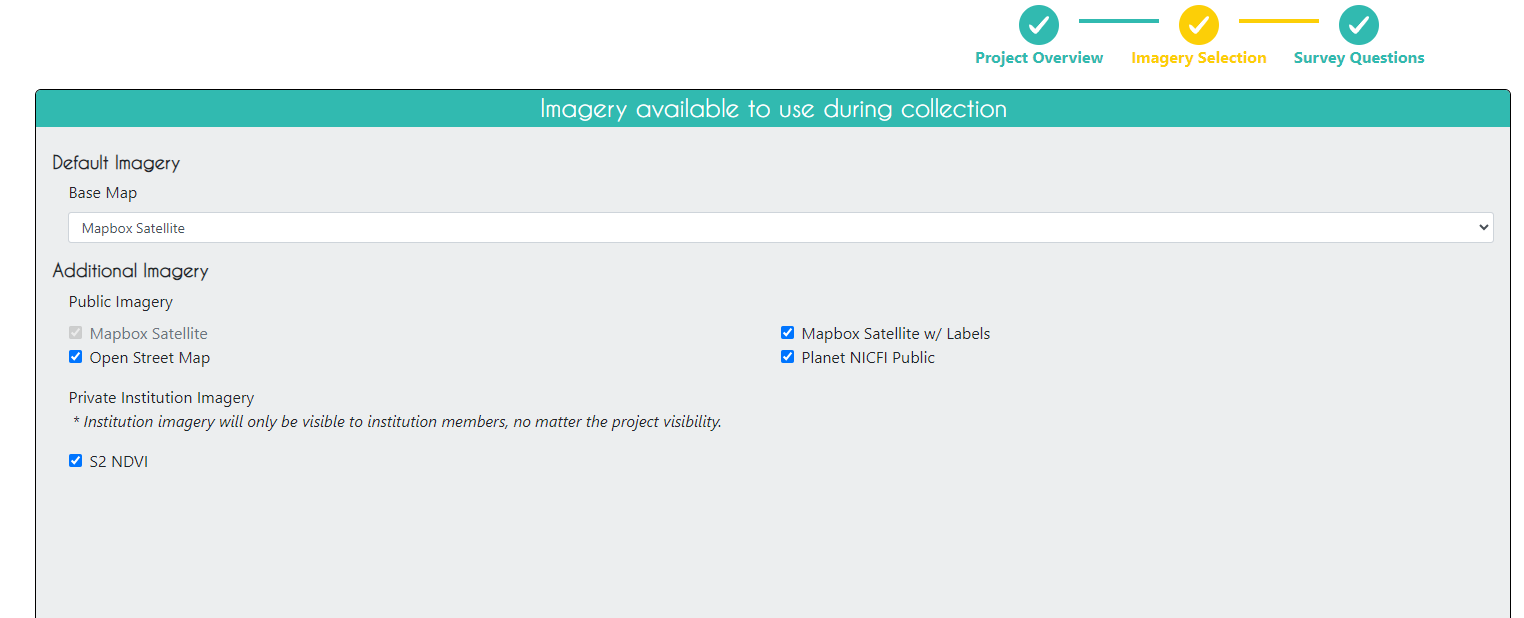 Project Overview Imagery Selection Survey Questions
Imagery available to use during collection
Default Imagery
Base Map
Mapbox Satellite
Additional Imagery
Public Imagery
Mapbox Satellite Mapbox Satellite w/ Labels
Open Street Map Planet NICFI Public
Private Institution Imagery
* Institution imagery will only be visible to institution members, no matter the project visibility.
S2 NDVI